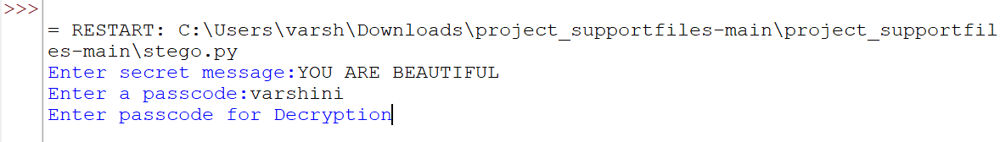 >>>
= RESTART: C:\Users\varsh\Downloads\project_supportfiles-main\project_supportfil
es-main\stego.py
Enter secret message:YOU ARE BEAUTIFUL
Enter a passcode:varshini
Enter passcode for Decryption